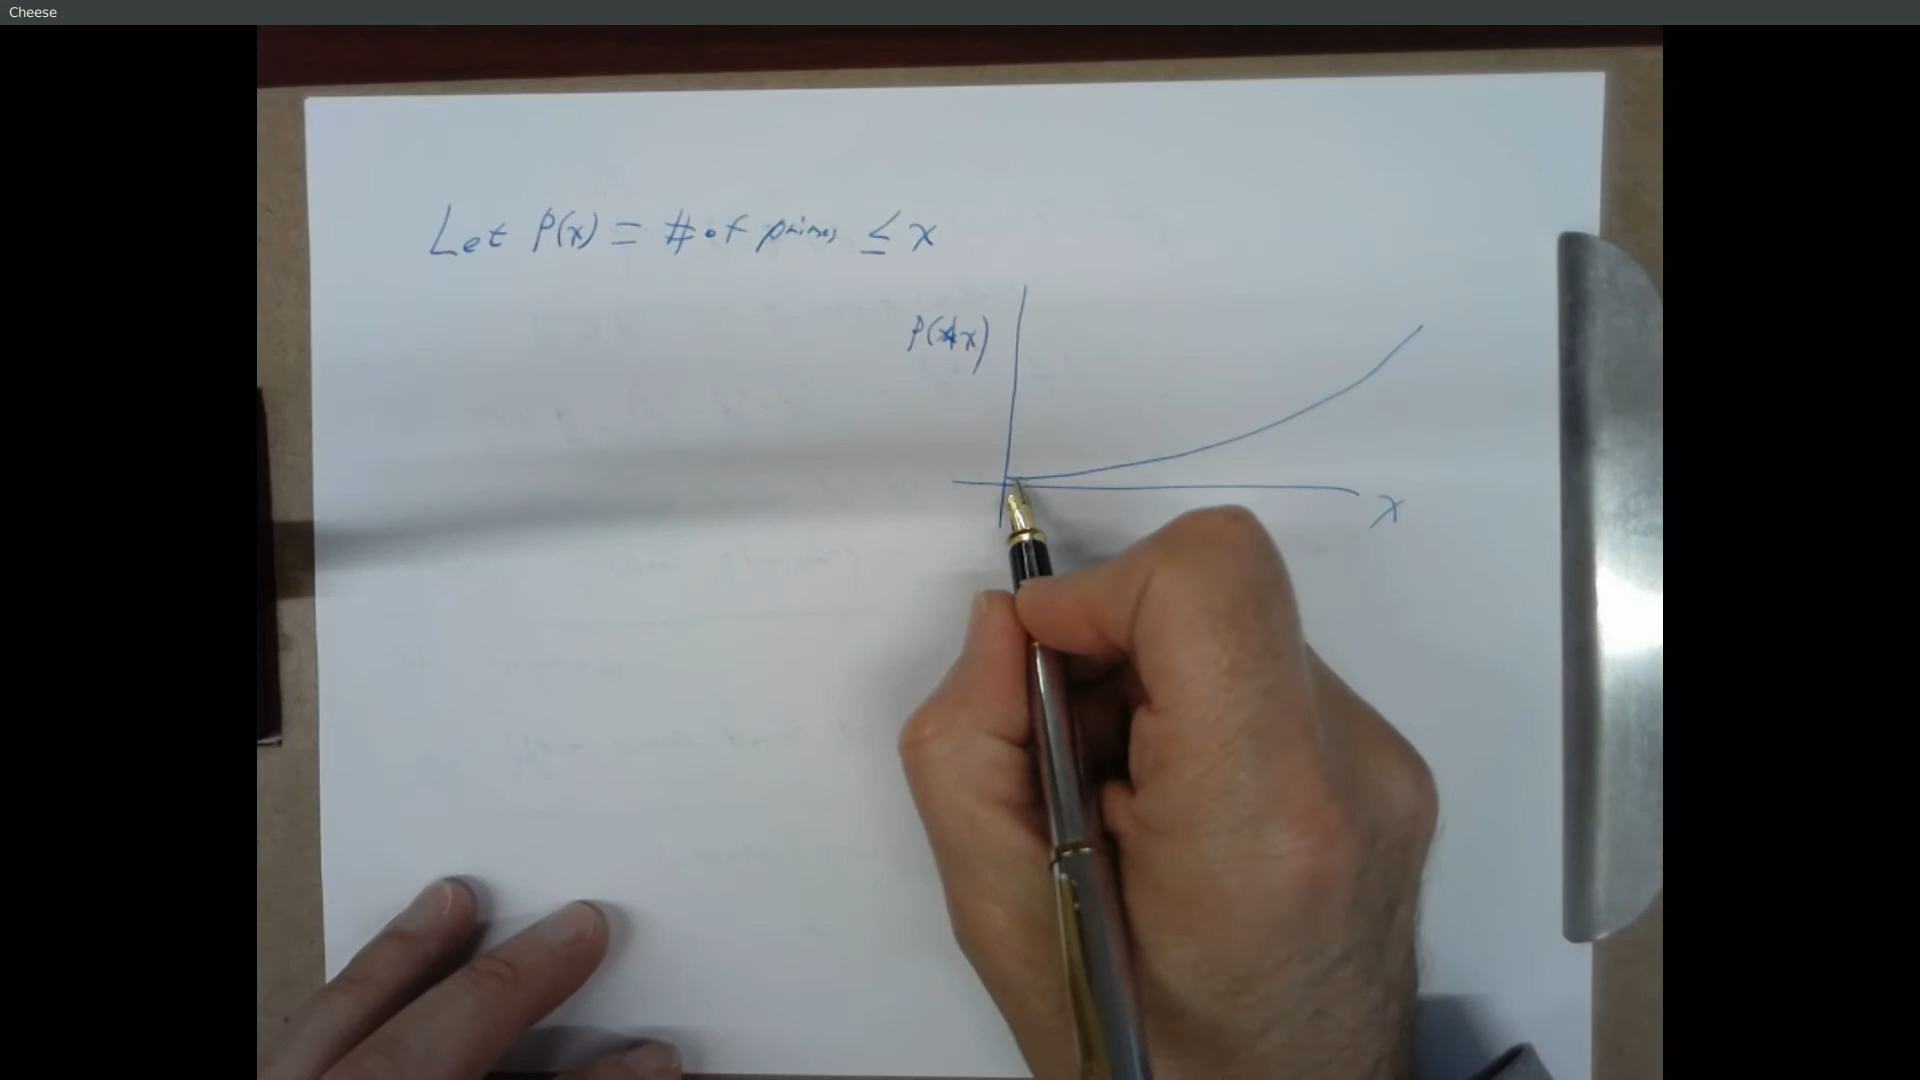 Cheese
Let P(x) = # of primes ≤ x
P(x)
x